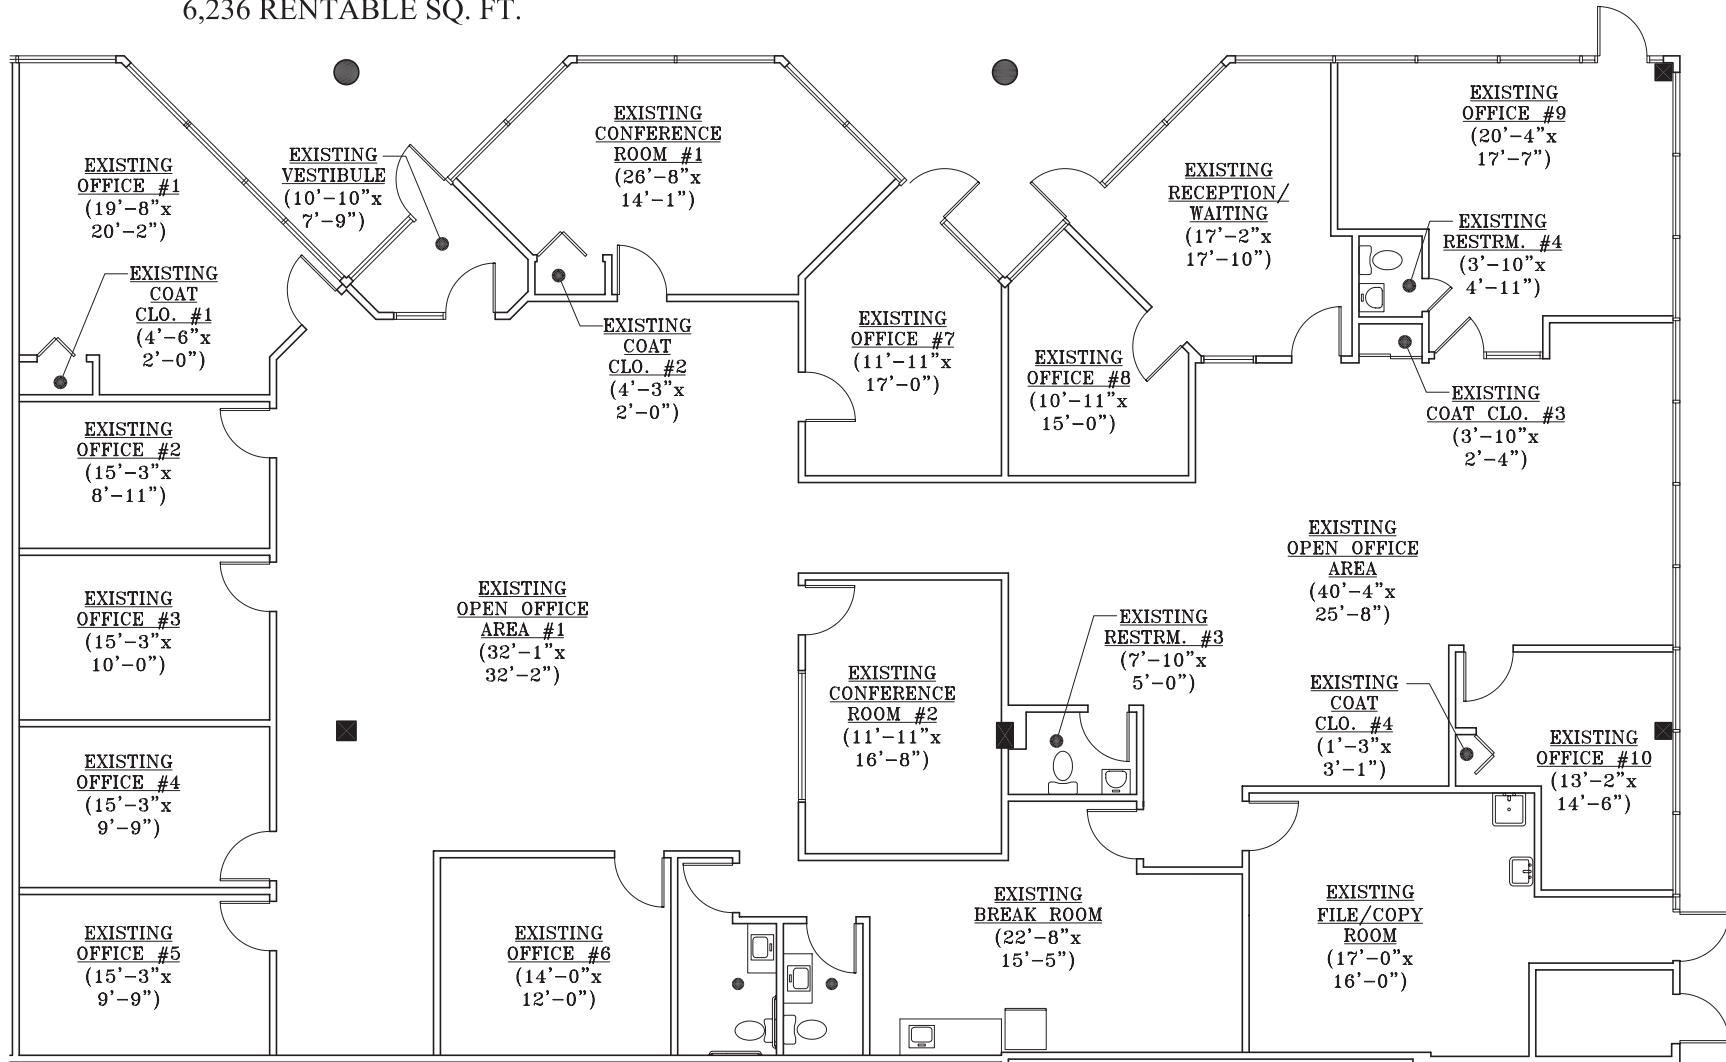 6,236 RENTABLE SQ. FT.
EXISTING
OFFICE #1
(19'-8"x
20'-2")
EXISTING
VESTIBULE
(10'-10"x
7'-9")
EXISTING
CONFERENCE
ROOM #1
(26'-8"x
14'-1")
EXISTING
RECEPTION/
WAITING
(17'-2"x
17'-10")
EXISTING
OFFICE #9
(20'-4"x
17'-7")
EXISTING
RESTRM. #4
(3'-10"x
4'-11")
EXISTING
COAT
CLO. #1
(4'-6"x
2'-0")
EXISTING
COAT
CLO. #2
(4'-3"x
2'-0")
EXISTING
OFFICE #7
(11'-11"x
17'-0")
EXISTING
OFFICE #8
(10'-11"x
15'-0")
EXISTING
COAT CLO. #3
(3'-10"x
2'-4")
EXISTING
OFFICE #2
(15'-3"x
8'-11")
EXISTING
OPEN OFFICE
AREA
(40'-4"x
25'-8")
EXISTING
OFFICE #3
(15'-3"x
10'-0")
EXISTING
OPEN OFFICE
AREA #1
(32'-1"x
32'-2")
EXISTING
RESTRM. #3
(7'-10"x
5'-0")
EXISTING
CONFERENCE
ROOM #2
(11'-11"x
16'-8")
EXISTING
COAT
CLO. #4
(1'-3"x
3'-1")
EXISTING
OFFICE #10
(13'-2"x
14'-6")
EXISTING
OFFICE #4
(15'-3"x
9'-9")
EXISTING
OFFICE #5
(15'-3"x
9'-9")
EXISTING
OFFICE #6
(14'-0"x
12'-0")
EXISTING
BREAK ROOM
(22'-8"x
15'-5")
EXISTING
FILE/COPY
ROOM
(17'-0"x
16'-0")